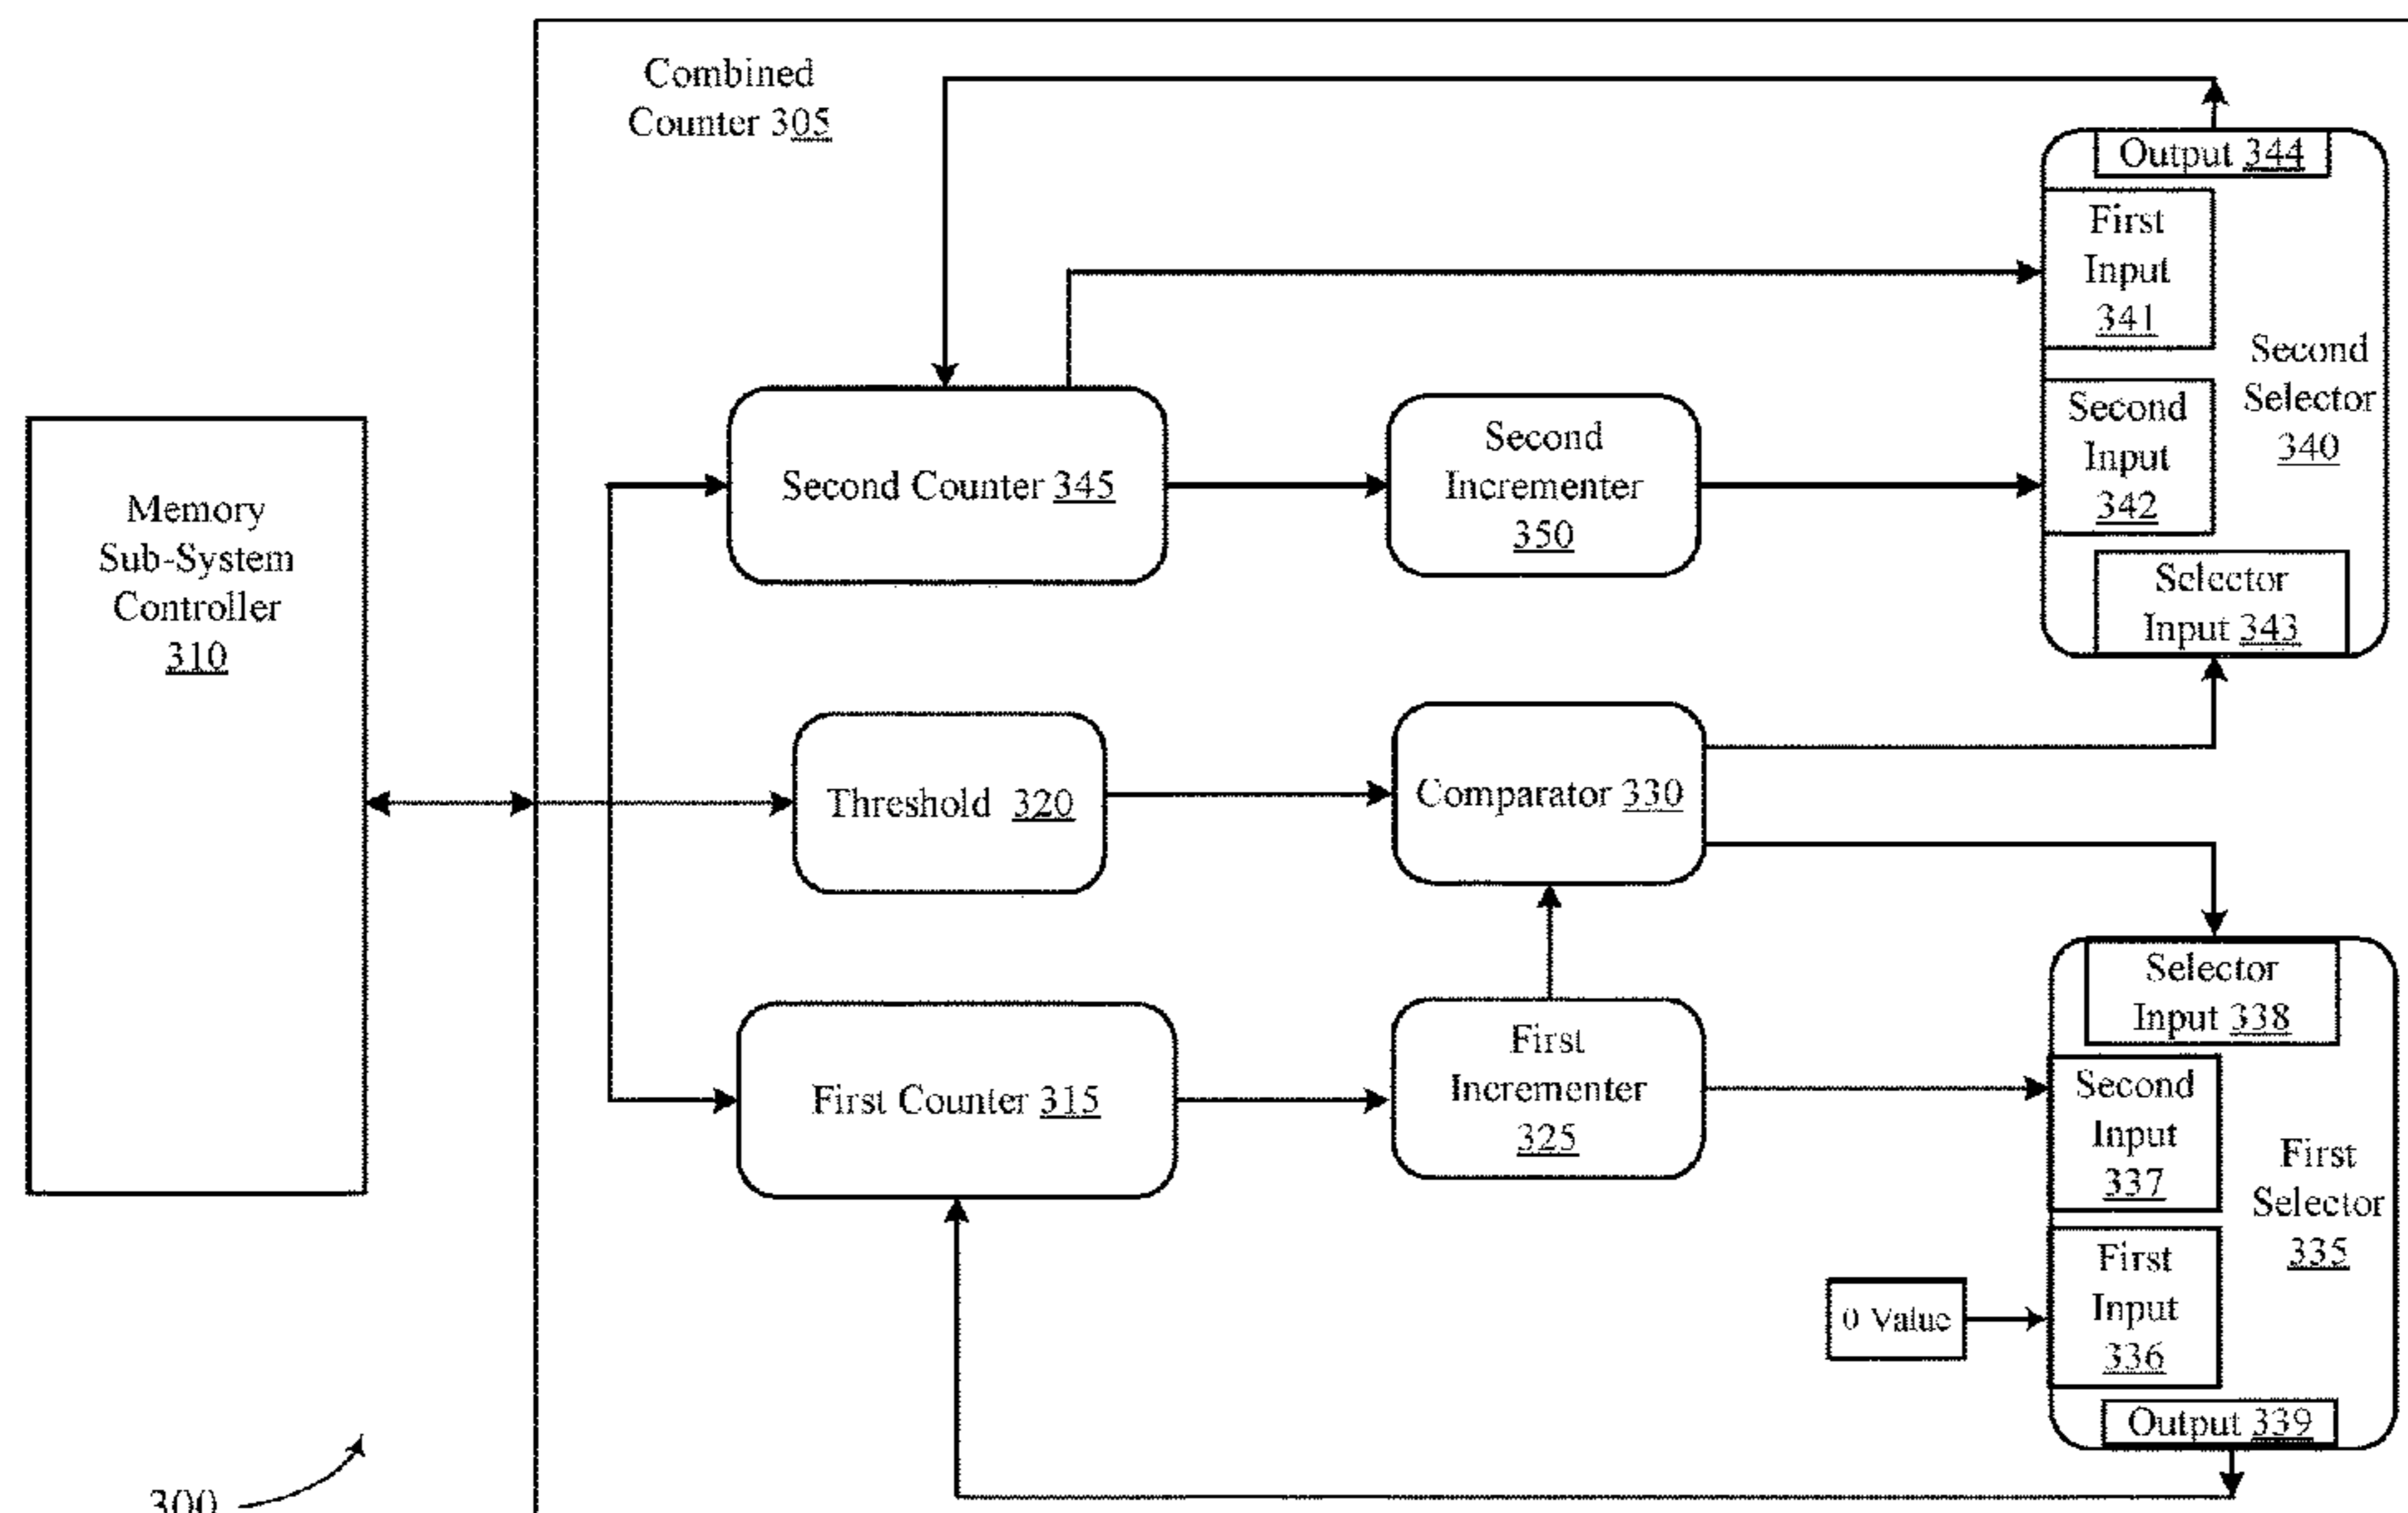 Combined
Counter 305
Output 344
First
Input
341
Second
Selector
340
Second
Input
342
Selector
Input 343
Second Counter 345
Second
Incrementer
350
Memory
Sub-System
Controller
310
Threshold 320
Comparator 330
Selector
Input 338
First Counter 315
First
Incrementer
325
Second
Input
337
First
Selector
335
First
Input
336
0 Value
Output 339
300